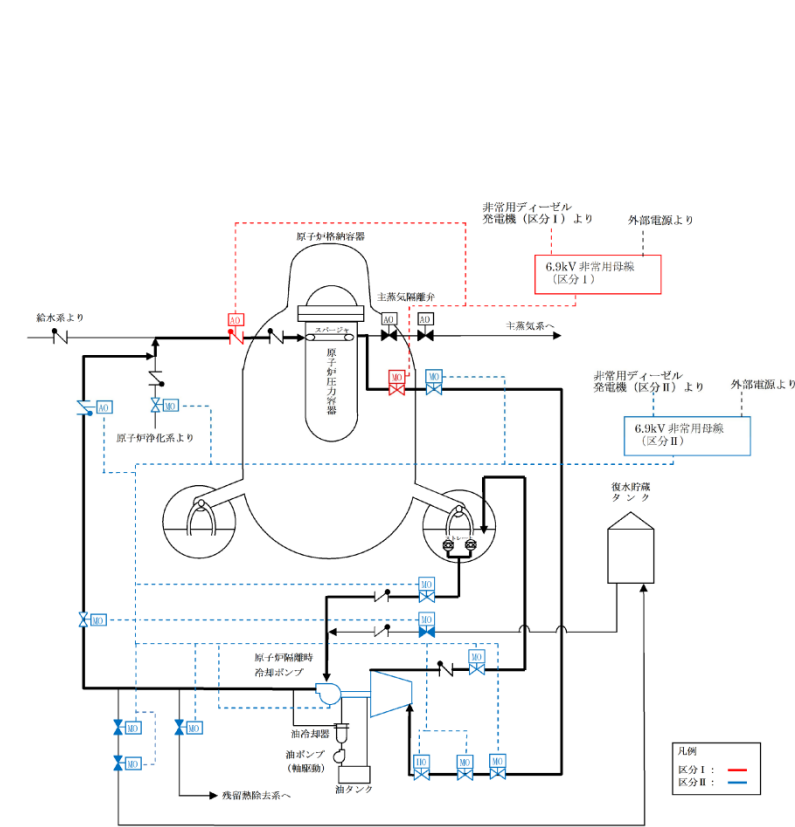 非常用ディーゼル
発電機（区分Ⅰ）より
外部電源より
原子炉格納容器
6.9kV 非常用母線
（区分Ⅰ）
主蒸気隔離弁
給水系より
AO
AO
AO
主蒸気系へ
スパージャ
原子炉圧力容器
MO
MO
非常用ディーゼル
発電機（区分Ⅱ）より
外部電源より
AO
MO
6.9kV 非常用母線
（区分Ⅱ）
原子炉浄化系より
復水貯蔵
タンク
MO
MO
MO
原子炉隔離時
冷却ポンプ
MO
MO
MO
油冷却器
MO
MO
MO
MO
油ポンプ
（軸駆動）
油タンク
残留熱除去系へ
凡例
区分Ⅰ：
区分Ⅱ：